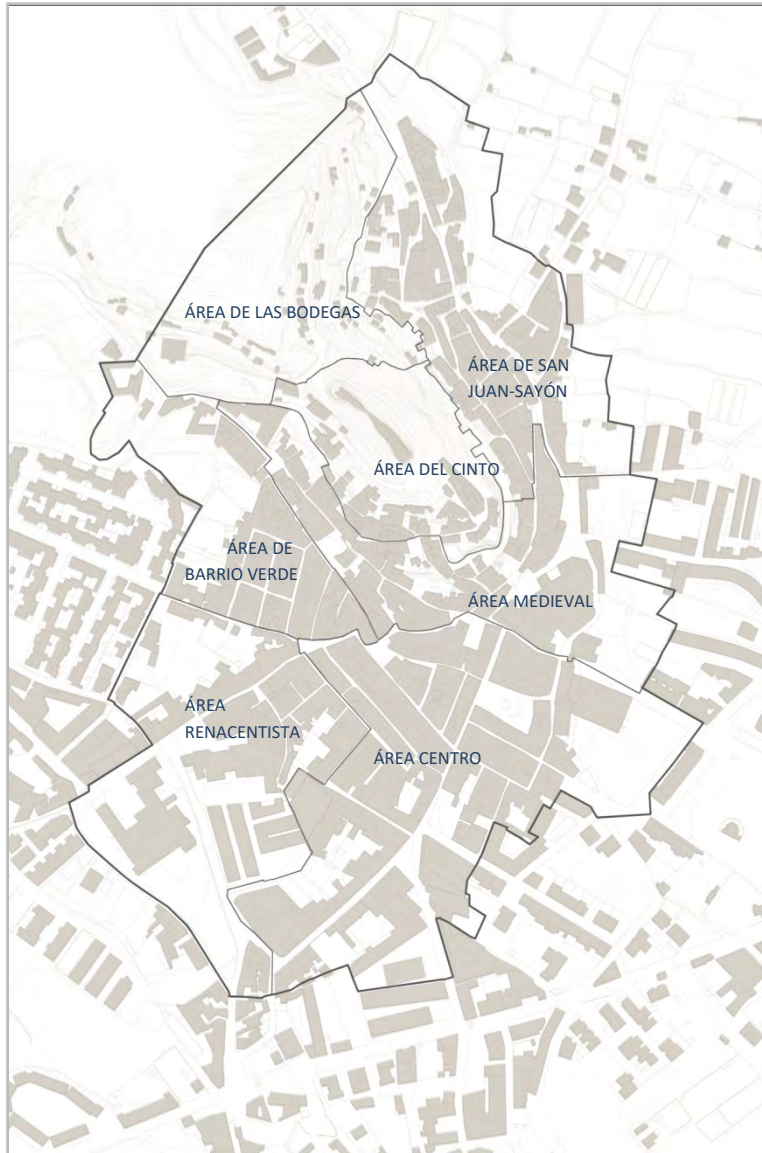 ÁREA DE LAS BODEGAS
ÁREA DE SAN
JUAN-SAYÓN
ÁREA DEL CINTO
ÁREA DE
BARRIO VERDE
ÁREA MEDIEVAL
ÁREA
RENACENTISTA
ÁREA CENTRO